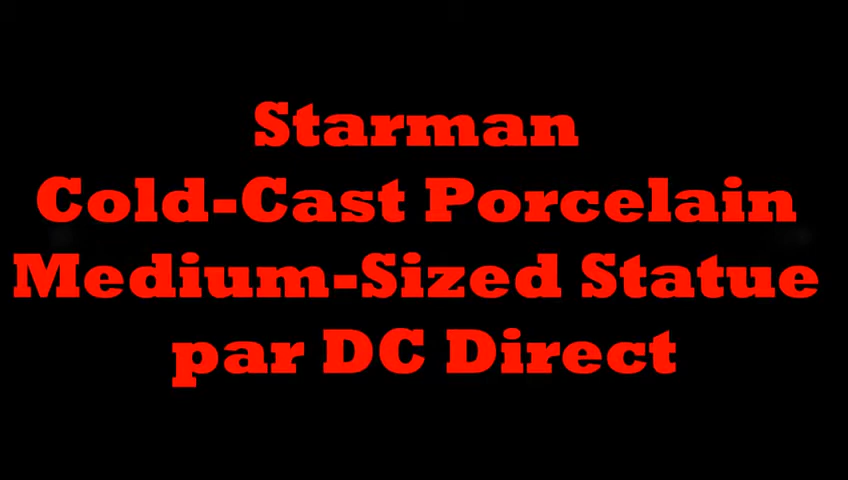 Starman
Cold-Cast Porcelain
Medium-Sized Statue
par DC Direct